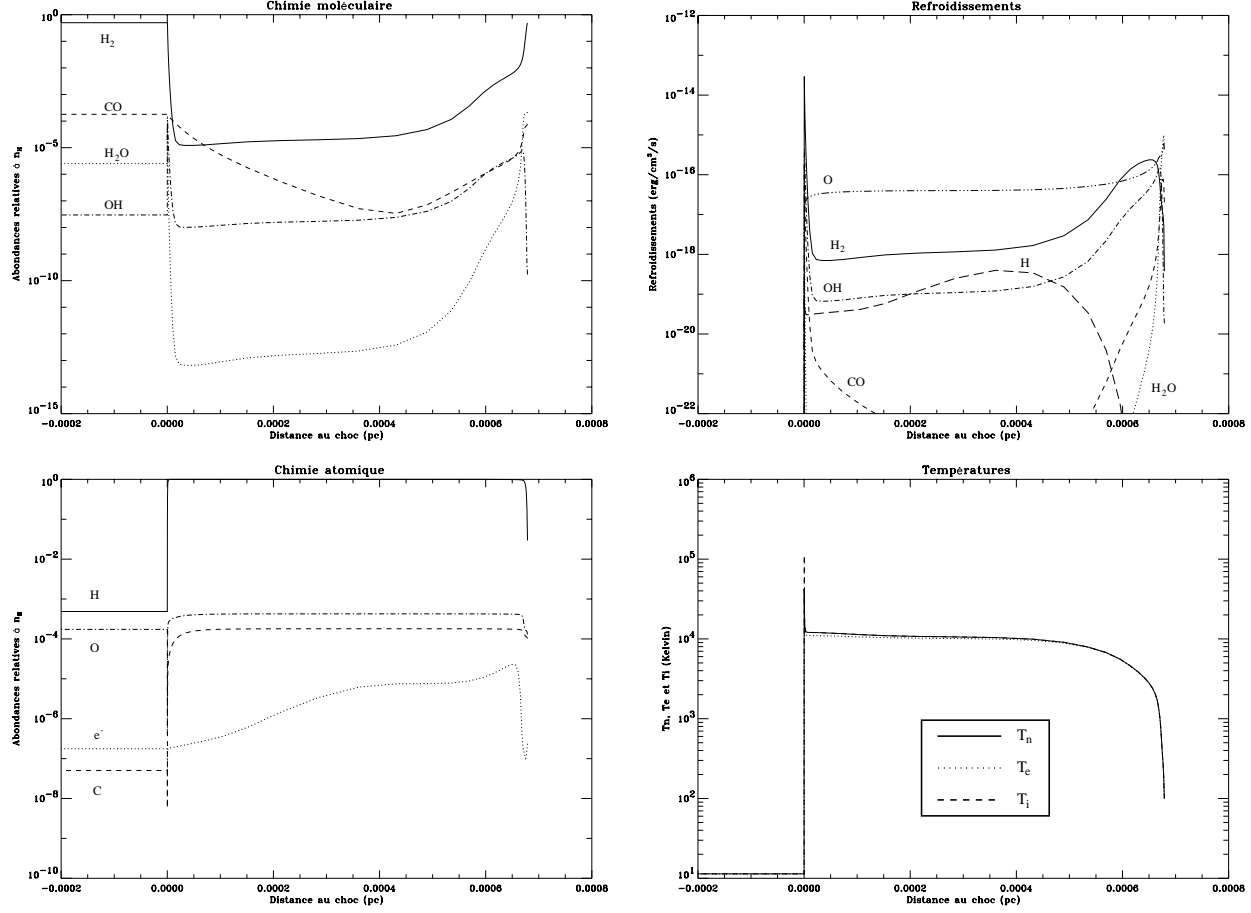 Chimie moléculaire
Abondances relatives à n_H
10^0
10^-5
10^-10
10^-15
H_2
CO
H_2O
OH
-0.0002 0.0000 0.0002 0.0004 0.0006 0.0008
Distance au choc (pc)
Refroidissements
Refroidissements (erg/cm^3/s)
10^-12
10^-14
10^-16
10^-18
10^-20
10^-22
O
H_2
H
OH
CO
H_2O
-0.0002 0.0000 0.0002 0.0004 0.0006 0.0008
Distance au choc (pc)
Chimie atomique
Abondances relatives à n_H
10^0
10^-2
10^-4
10^-6
10^-8
10^-10
H
O
e^-
C
-0.0002 0.0000 0.0002 0.0004 0.0006 0.0008
Distance au choc (pc)
Températures
Tn, Te et Ti (Kelvin)
10^6
10^5
10^4
10^3
10^2
10^1
T_n
T_e
T_i
-0.0002 0.0000 0.0002 0.0004 0.0006 0.0008
Distance au choc (pc)